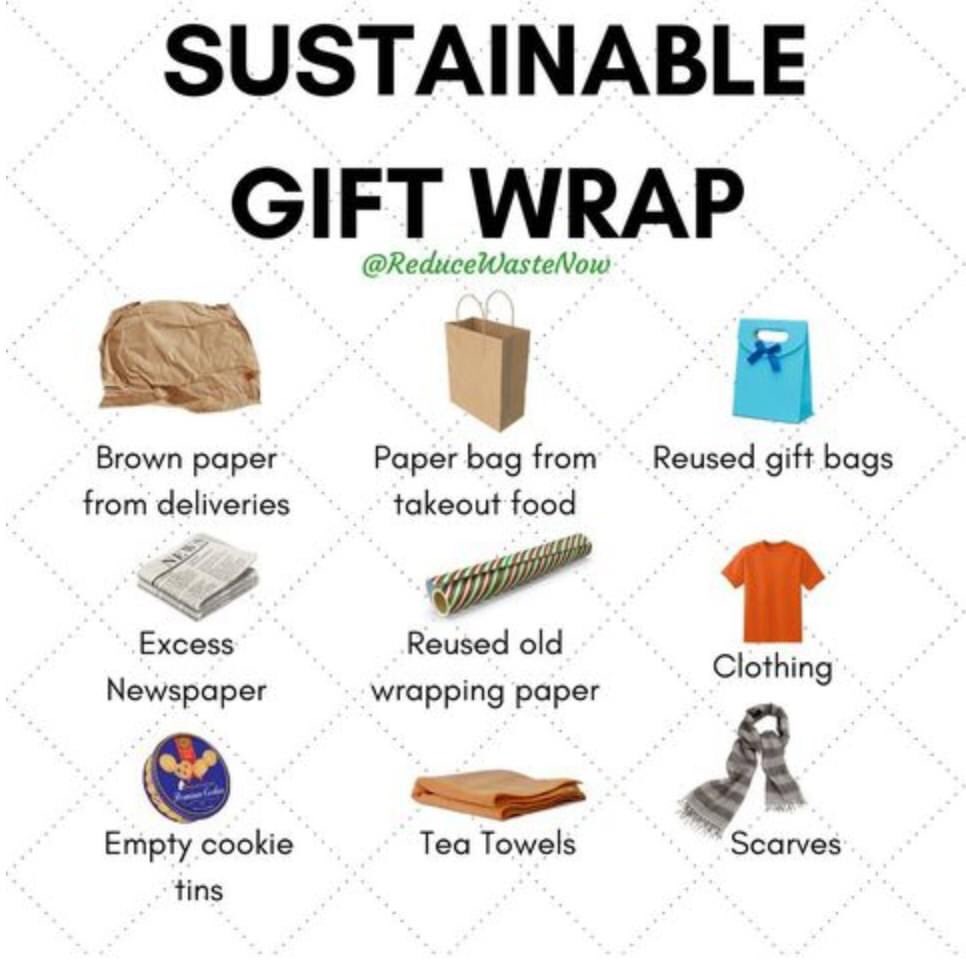 SUSTAINABLE
GIFT WRAP
@ReduceWasteNow
Brown paper
from deliveries
Paper bag from
takeout food
Reused gift bags
NEWS
Excess
Newspaper
Reused old
wrapping paper
Clothing
Empty cookie
tins
Tea Towels
Scarves